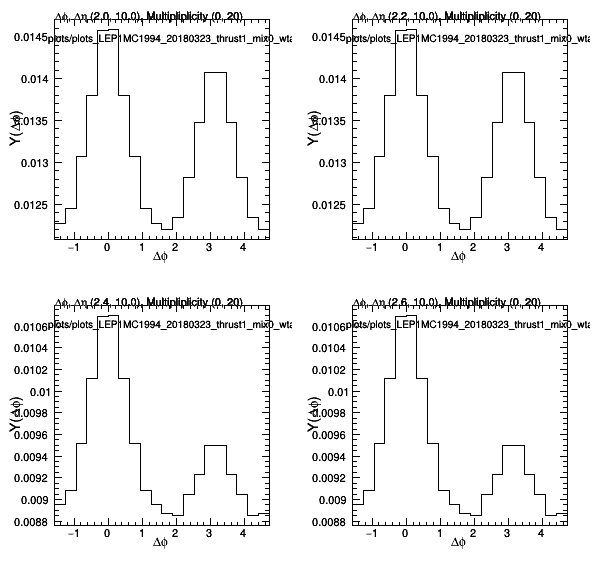 Δφ, Δη (2.0, 10.0), Multipliplicity (0, 20)
plots/plots_LEP1MC1994_20180323_thrust1_mix0_wta
Y(Δφ)
0.0145
0.014
0.0135
0.013
0.0125
−1 0 1 2 3 4
Δφ
Δφ, Δη (2.2, 10.0), Multipliplicity (0, 20)
plots/plots_LEP1MC1994_20180323_thrust1_mix0_wta
Y(Δφ)
0.0145
0.014
0.0135
0.013
0.0125
−1 0 1 2 3 4
Δφ
Δφ, Δη (2.4, 10.0), Multipliplicity (0, 20)
plots/plots_LEP1MC1994_20180323_thrust1_mix0_wta
Y(Δφ)
0.0106
0.0104
0.0102
0.01
0.0098
0.0096
0.0094
0.0092
0.009
0.0088
−1 0 1 2 3 4
Δφ
Δφ, Δη (2.6, 10.0), Multipliplicity (0, 20)
plots/plots_LEP1MC1994_20180323_thrust1_mix0_wta
Y(Δφ)
0.0106
0.0104
0.0102
0.01
0.0098
0.0096
0.0094
0.0092
0.009
0.0088
−1 0 1 2 3 4
Δφ